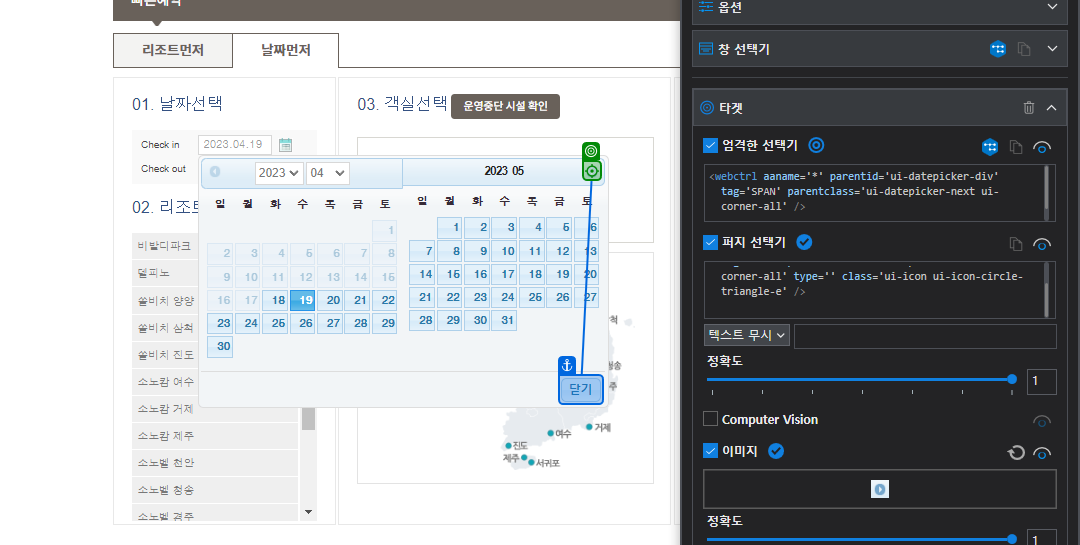 리조트먼저
날짜먼저
01. 날짜선택
03. 객실선택
운영중단 시설 확인
Check in
2023.04.19
Check out
02. 리조
비발디파크
델피노
쏠비치 양양
쏠비치 삼척
쏠비치 진도
소노캄 여수
소노캄 거제
소노캄 제주
소노벨 천안
소노벨 청송
소노벨 경주
2023
04
일 월 화 수 목 금 토
1
2 3 4 5 6 7 8
9 10 11 12 13 14 15
16 17 18 19 20 21 22
23 24 25 26 27 28 29
30
2023 05
일 월 화 수 목 금 토
1 2 3 4 5 6
7 8 9 10 11 12 13
14 15 16 17 18 19 20
21 22 23 24 25 26 27
28 29 30 31
닫기
척
청송
주
거제
여수
진도
제주
서귀포
옵션
창 선택기
타겟
엄격한 선택기
<webctrl aaname='*' parentid='ui-datepicker-div'
tag='SPAN' parentclass='ui-datepicker-next ui-
corner-all' />
퍼지 선택기
corner-all' type='' class='ui-icon ui-icon-circle-
triangle-e' />
텍스트 무시
정확도
1
Computer Vision
이미지
정확도
1